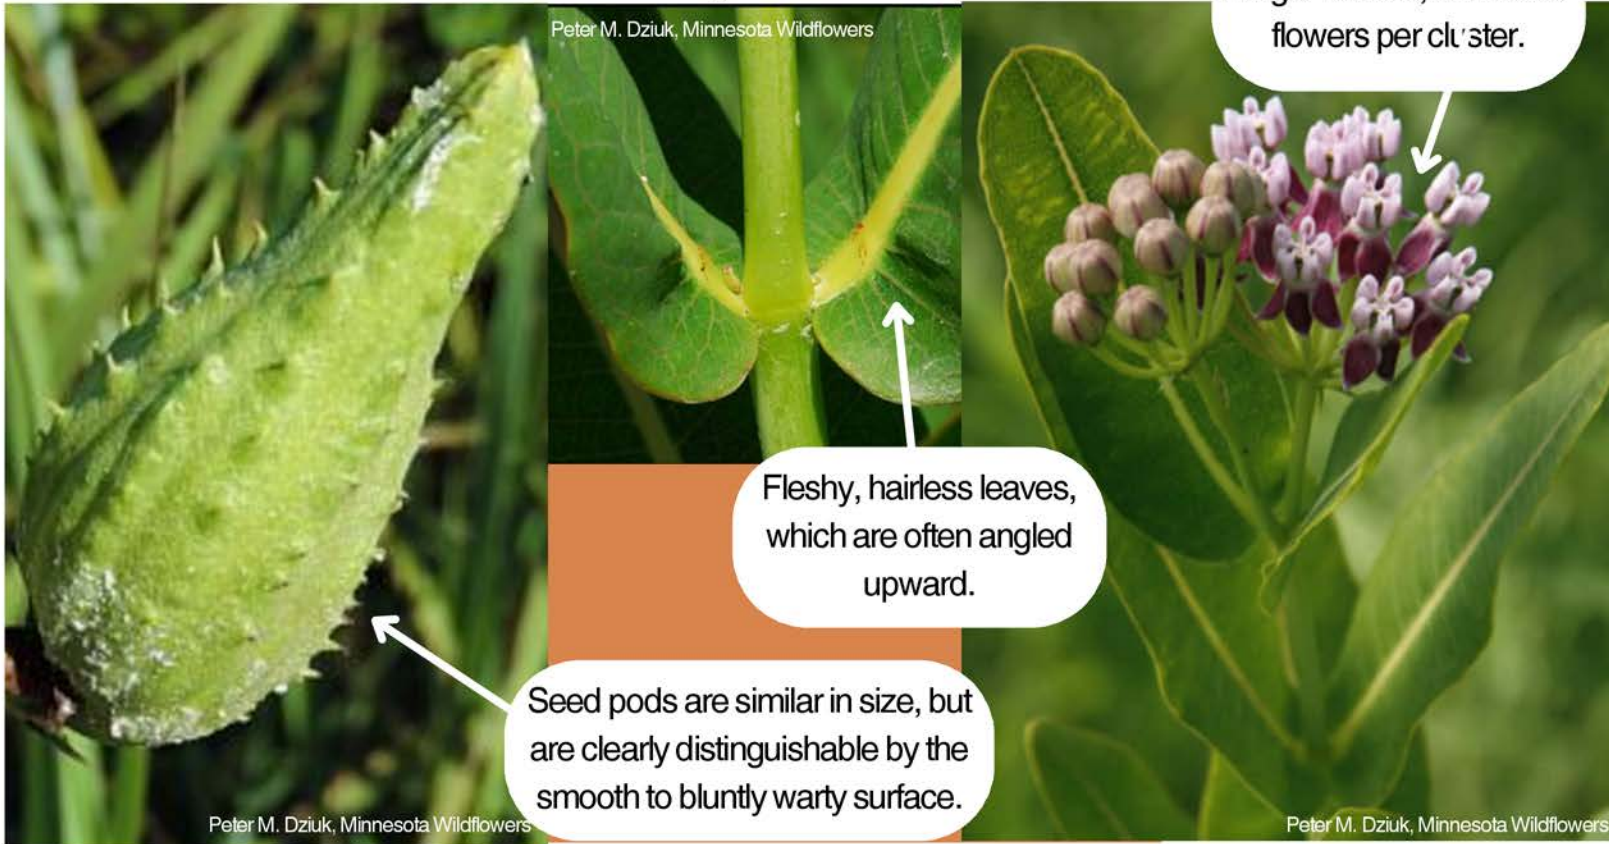 Peter M. Dziuk, Minnesota Wildflowers
flowers per cluster.
Fleshy, hairless leaves,
which are often angled
upward.
Seed pods are similar in size, but
are clearly distinguishable by the
smooth to bluntly warty surface.
Peter M. Dziuk, Minnesota Wildflowers
Peter M. Dziuk, Minnesota Wildflowers